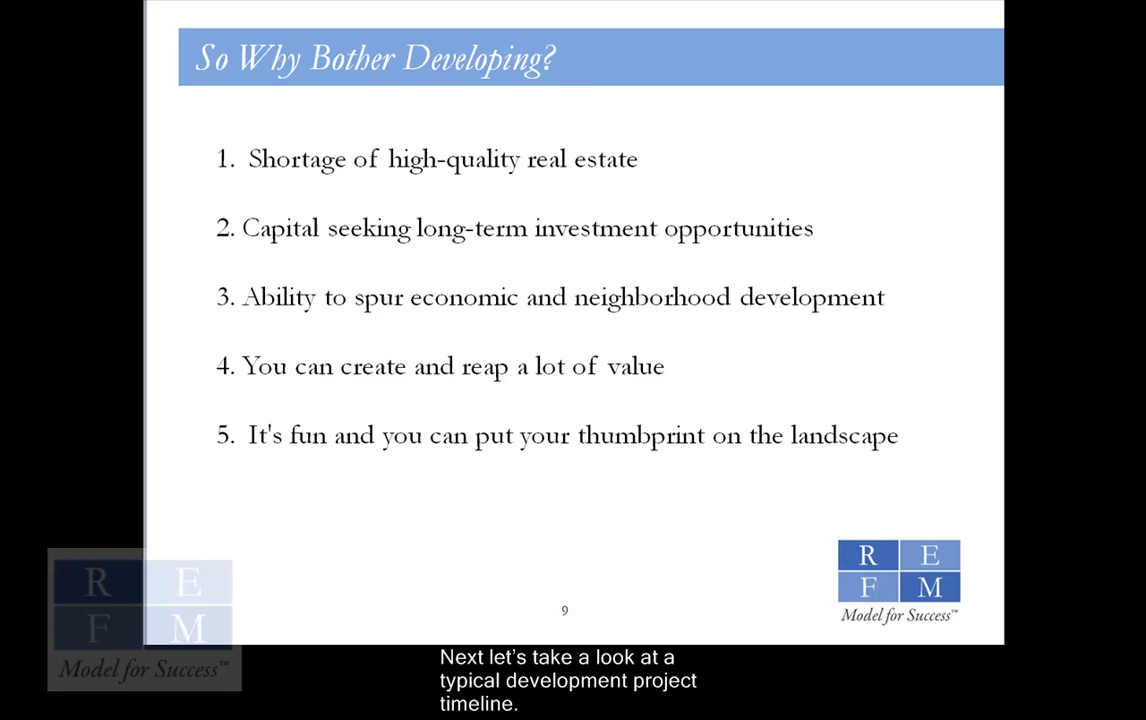 So Why Bother Developing?
1. Shortage of high-quality real estate
2. Capital seeking long-term investment opportunities
3. Ability to spur economic and neighborhood development
4. You can create and reap a lot of value
5. It's fun and you can put your thumbprint on the landscape
R E
F M
Model for Success™
9
R E
F M
Model for Success™
Next let’s take a look at a
typical development project
timeline.